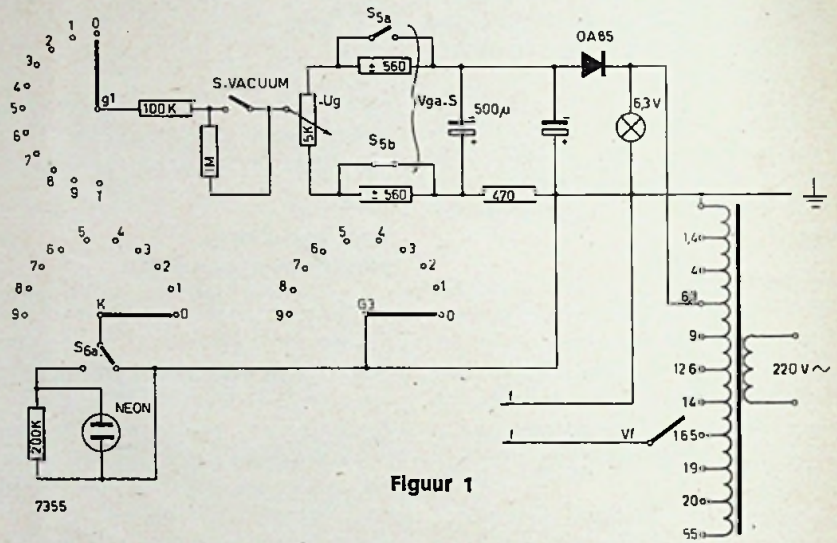 0
1
2
3
4
5
6
7
8
9
1
g1
100K
1M
S.VACUUM
5K
-Ug
S5a
± 560
S5b
± 560
Vga-S
500µ
470
OA85
6,3V
5
4
6
3
7
2
8
1
9
K
0
5
4
6
3
7
2
8
1
9
G3
0
S6a
200K
NEON
7355
f
f
Vf
1,4
4
6,3
9
12 6
14
16 5
19
20
55
220 V ~
Figuur 1